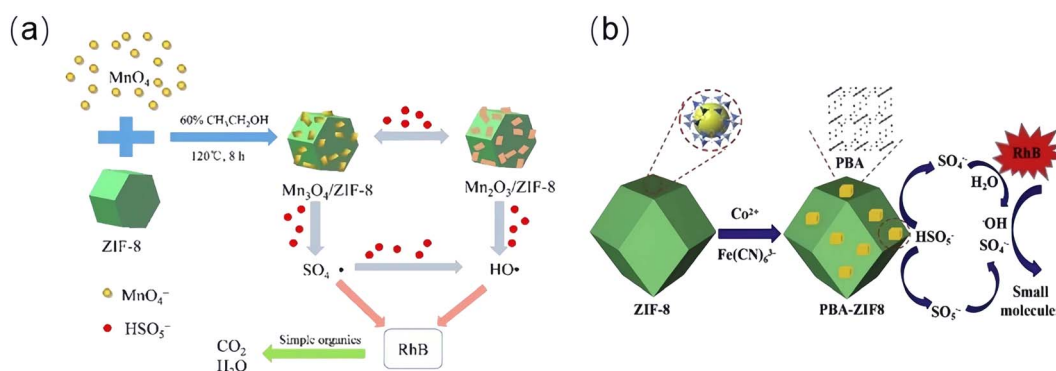 (a)
MnO₄
60% CH₃CH₂OH
120℃, 8 h
ZIF-8
Mn₃O₄/ZIF-8
Mn₂O₃/ZIF-8
SO₄ •
HO•
MnO₄⁻
HSO₅⁻
Simple organics
RhB
CO₂
H₂O
(b)
PBA
Co²⁺
Fe(CN)₆³⁻
ZIF-8
PBA-ZIF8
HSO₅⁻
SO₄·⁻
H₂O
·OH
SO₄·⁻
SO₅·⁻
RhB
Small
molecules